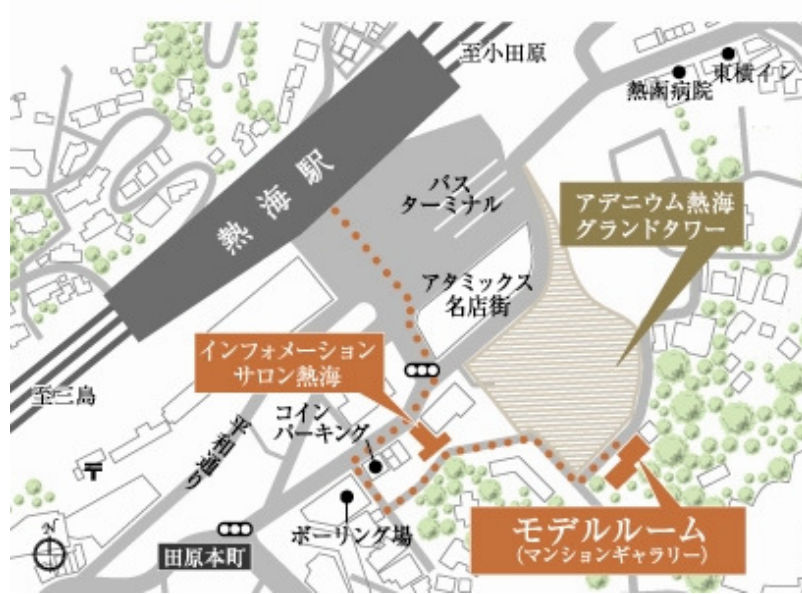 至小田原
東横イン
熱函病院
熱海駅
バス
ターミナル
アデニウム熱海
グランドタワー
アタミックス
名店街
インフォメーション
サロン熱海
至三島
コイン
パーキング
平和通り
〒
ボーリング場
モデルルーム
(マンションギャラリー)
田原本町
N